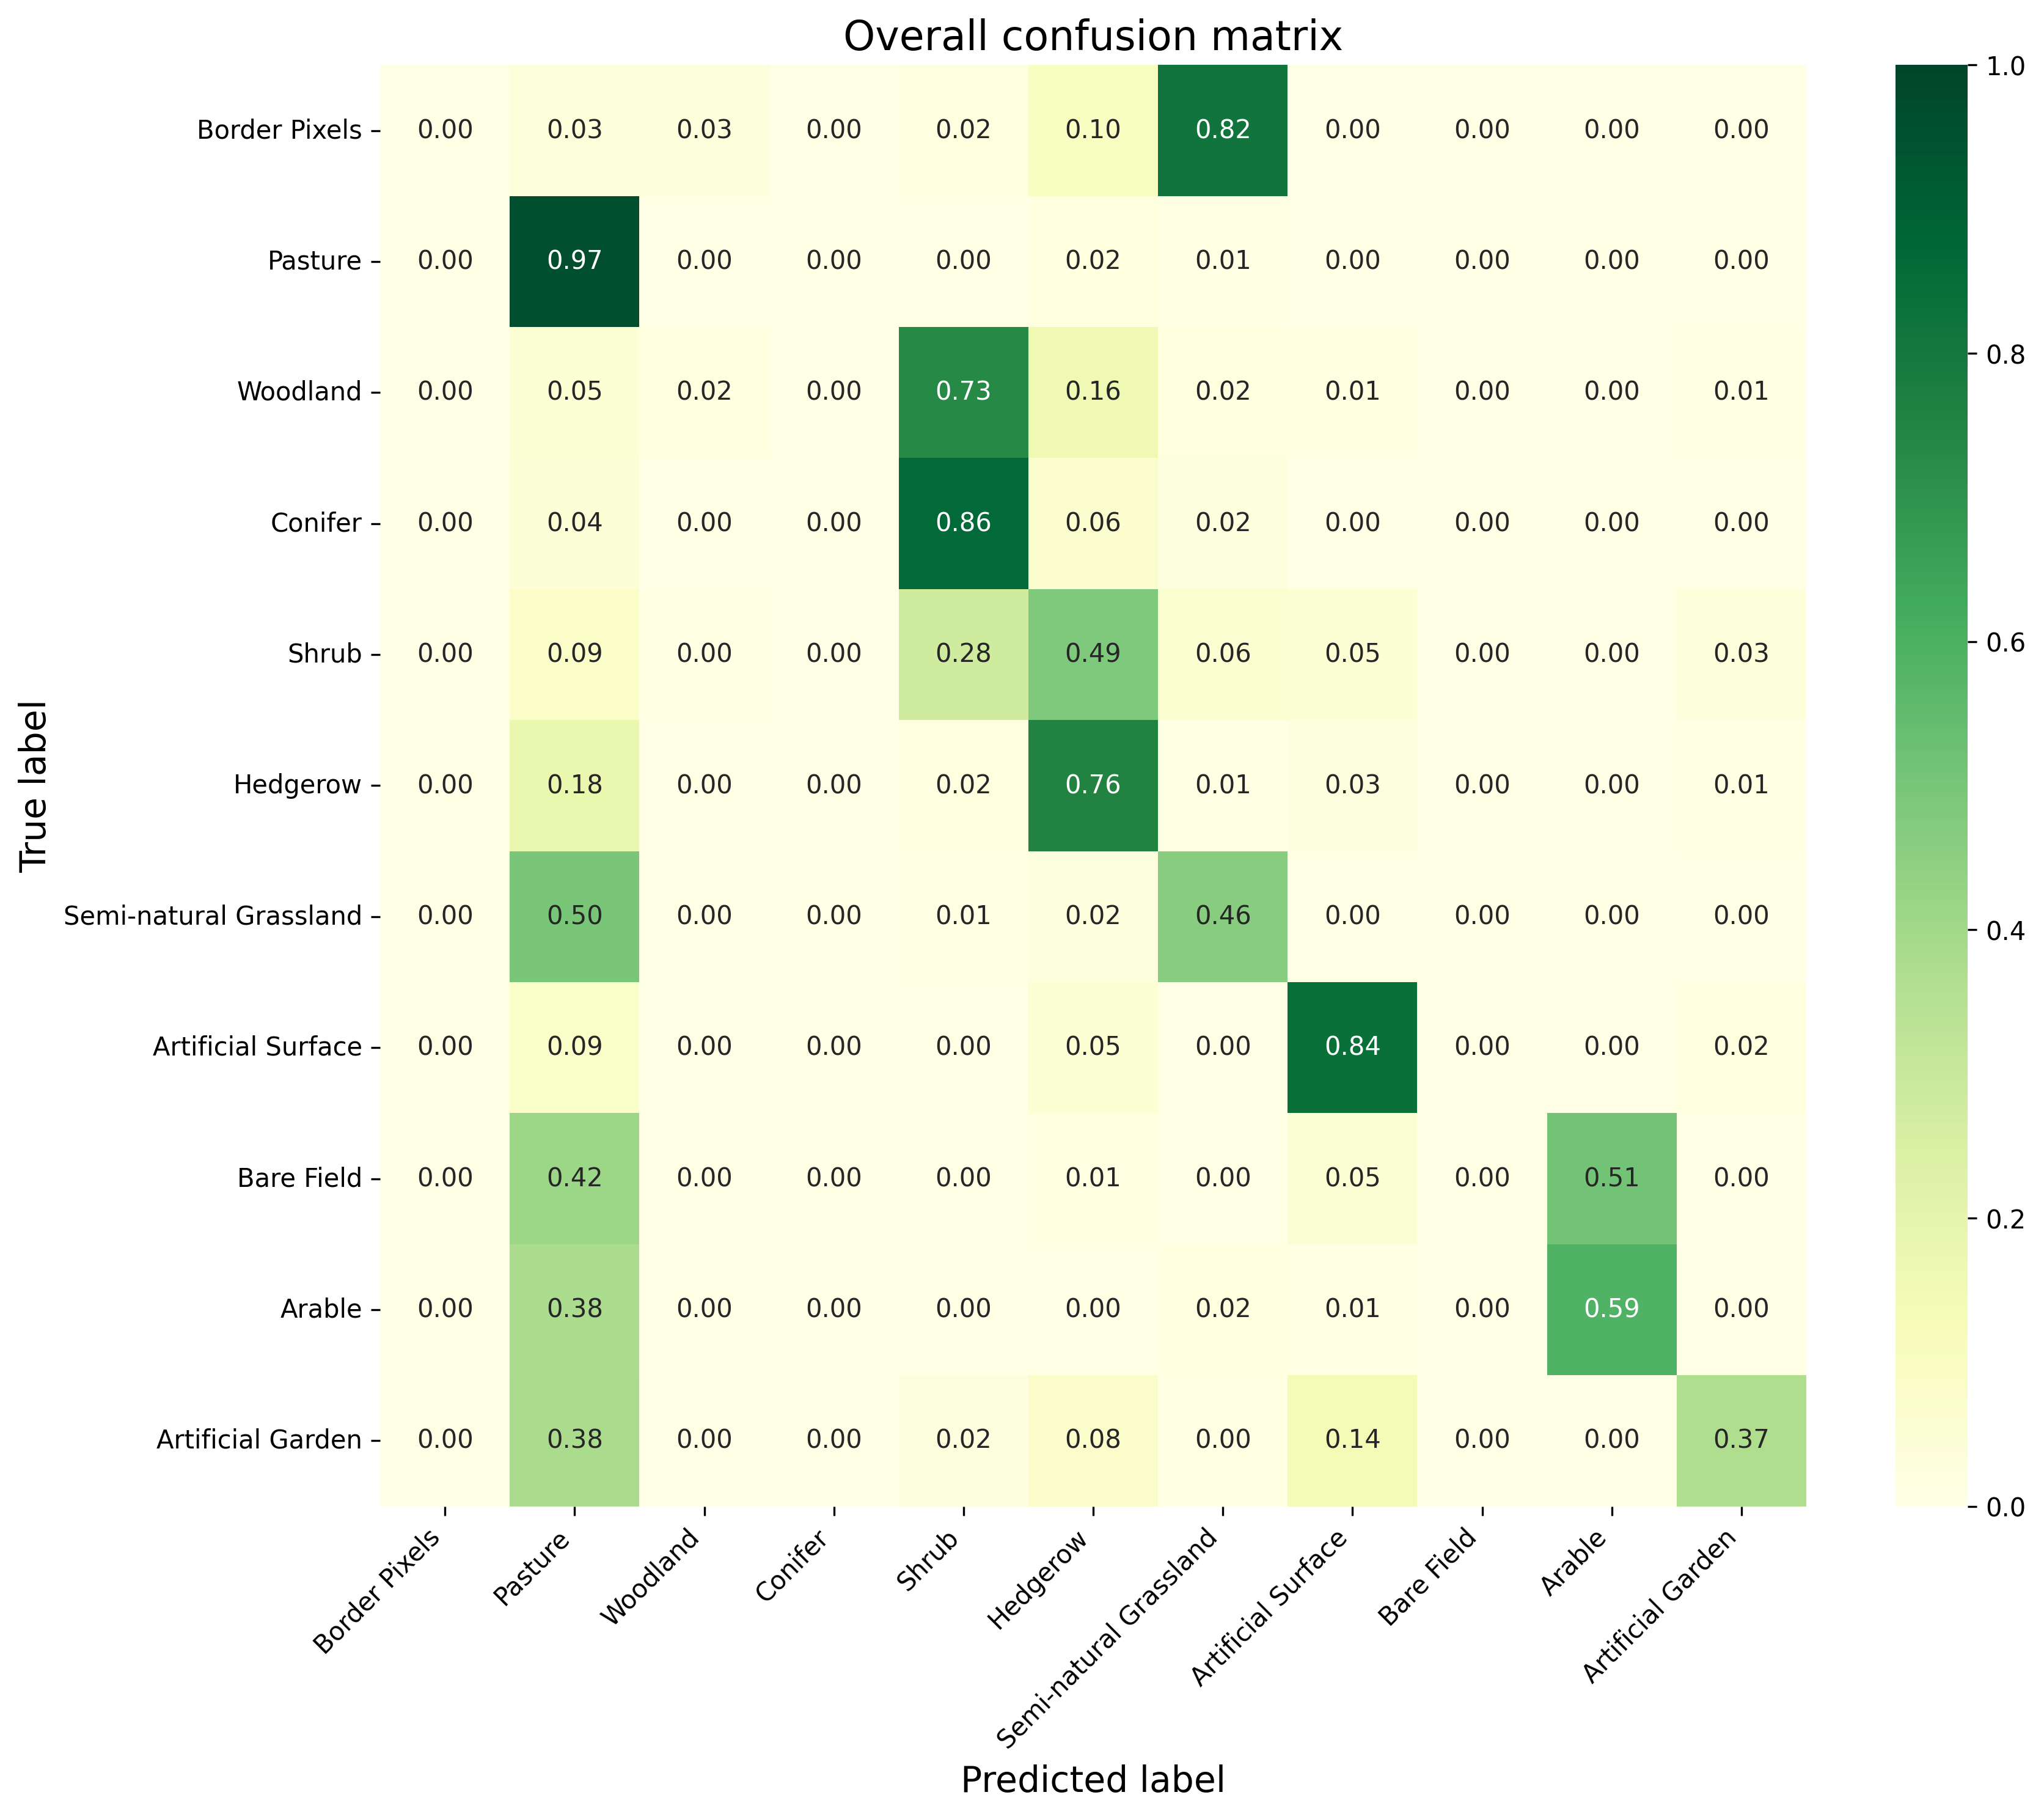 Overall confusion matrix
True label
Border Pixels 0.00 0.03 0.03 0.00 0.02 0.10 0.82 0.00 0.00 0.00 0.00
Pasture 0.00 0.97 0.00 0.00 0.00 0.02 0.01 0.00 0.00 0.00 0.00
Woodland 0.00 0.05 0.02 0.00 0.73 0.16 0.02 0.01 0.00 0.00 0.01
Conifer 0.00 0.04 0.00 0.00 0.86 0.06 0.02 0.00 0.00 0.00 0.00
Shrub 0.00 0.09 0.00 0.00 0.28 0.49 0.06 0.05 0.00 0.00 0.03
Hedgerow 0.00 0.18 0.00 0.00 0.02 0.76 0.01 0.03 0.00 0.00 0.01
Semi-natural Grassland 0.00 0.50 0.00 0.00 0.01 0.02 0.46 0.00 0.00 0.00 0.00
Artificial Surface 0.00 0.09 0.00 0.00 0.00 0.05 0.00 0.84 0.00 0.00 0.02
Bare Field 0.00 0.42 0.00 0.00 0.00 0.01 0.00 0.05 0.00 0.51 0.00
Arable 0.00 0.38 0.00 0.00 0.00 0.00 0.02 0.01 0.00 0.59 0.00
Artificial Garden 0.00 0.38 0.00 0.00 0.02 0.08 0.00 0.14 0.00 0.00 0.37
Border Pixels
Pasture
Woodland
Conifer
Shrub
Hedgerow
Semi-natural Grassland
Artificial Surface
Bare Field
Arable
Artificial Garden
Predicted label
1.0
0.8
0.6
0.4
0.2
0.0